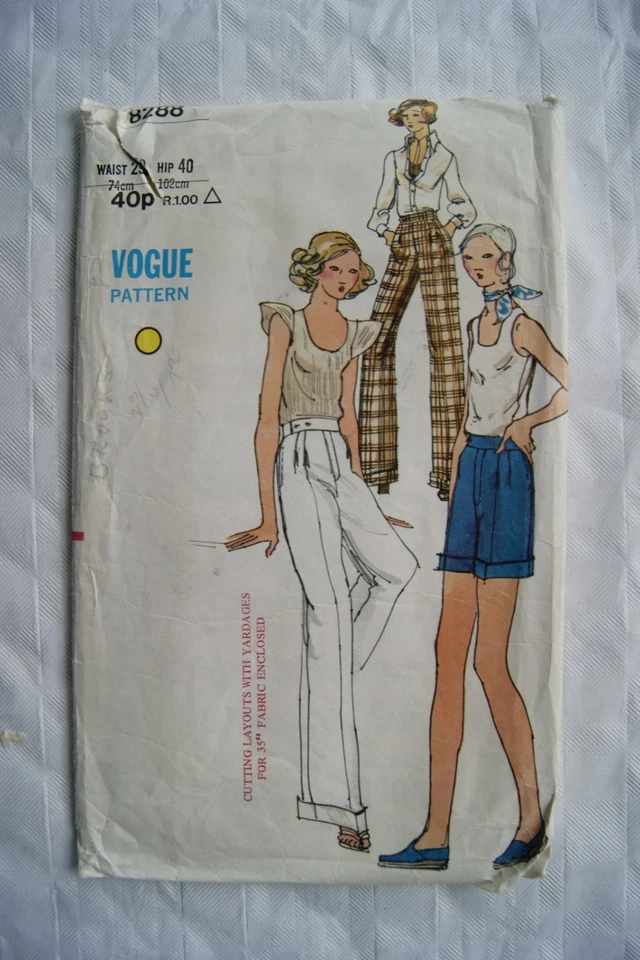 8288
WAIST 29 HIP 40
74cm 102cm
40p R.1.00 △
VOGUE
PATTERN
CUTTING LAYOUTS WITH YARDAGES
FOR 35" FABRIC ENCLOSED